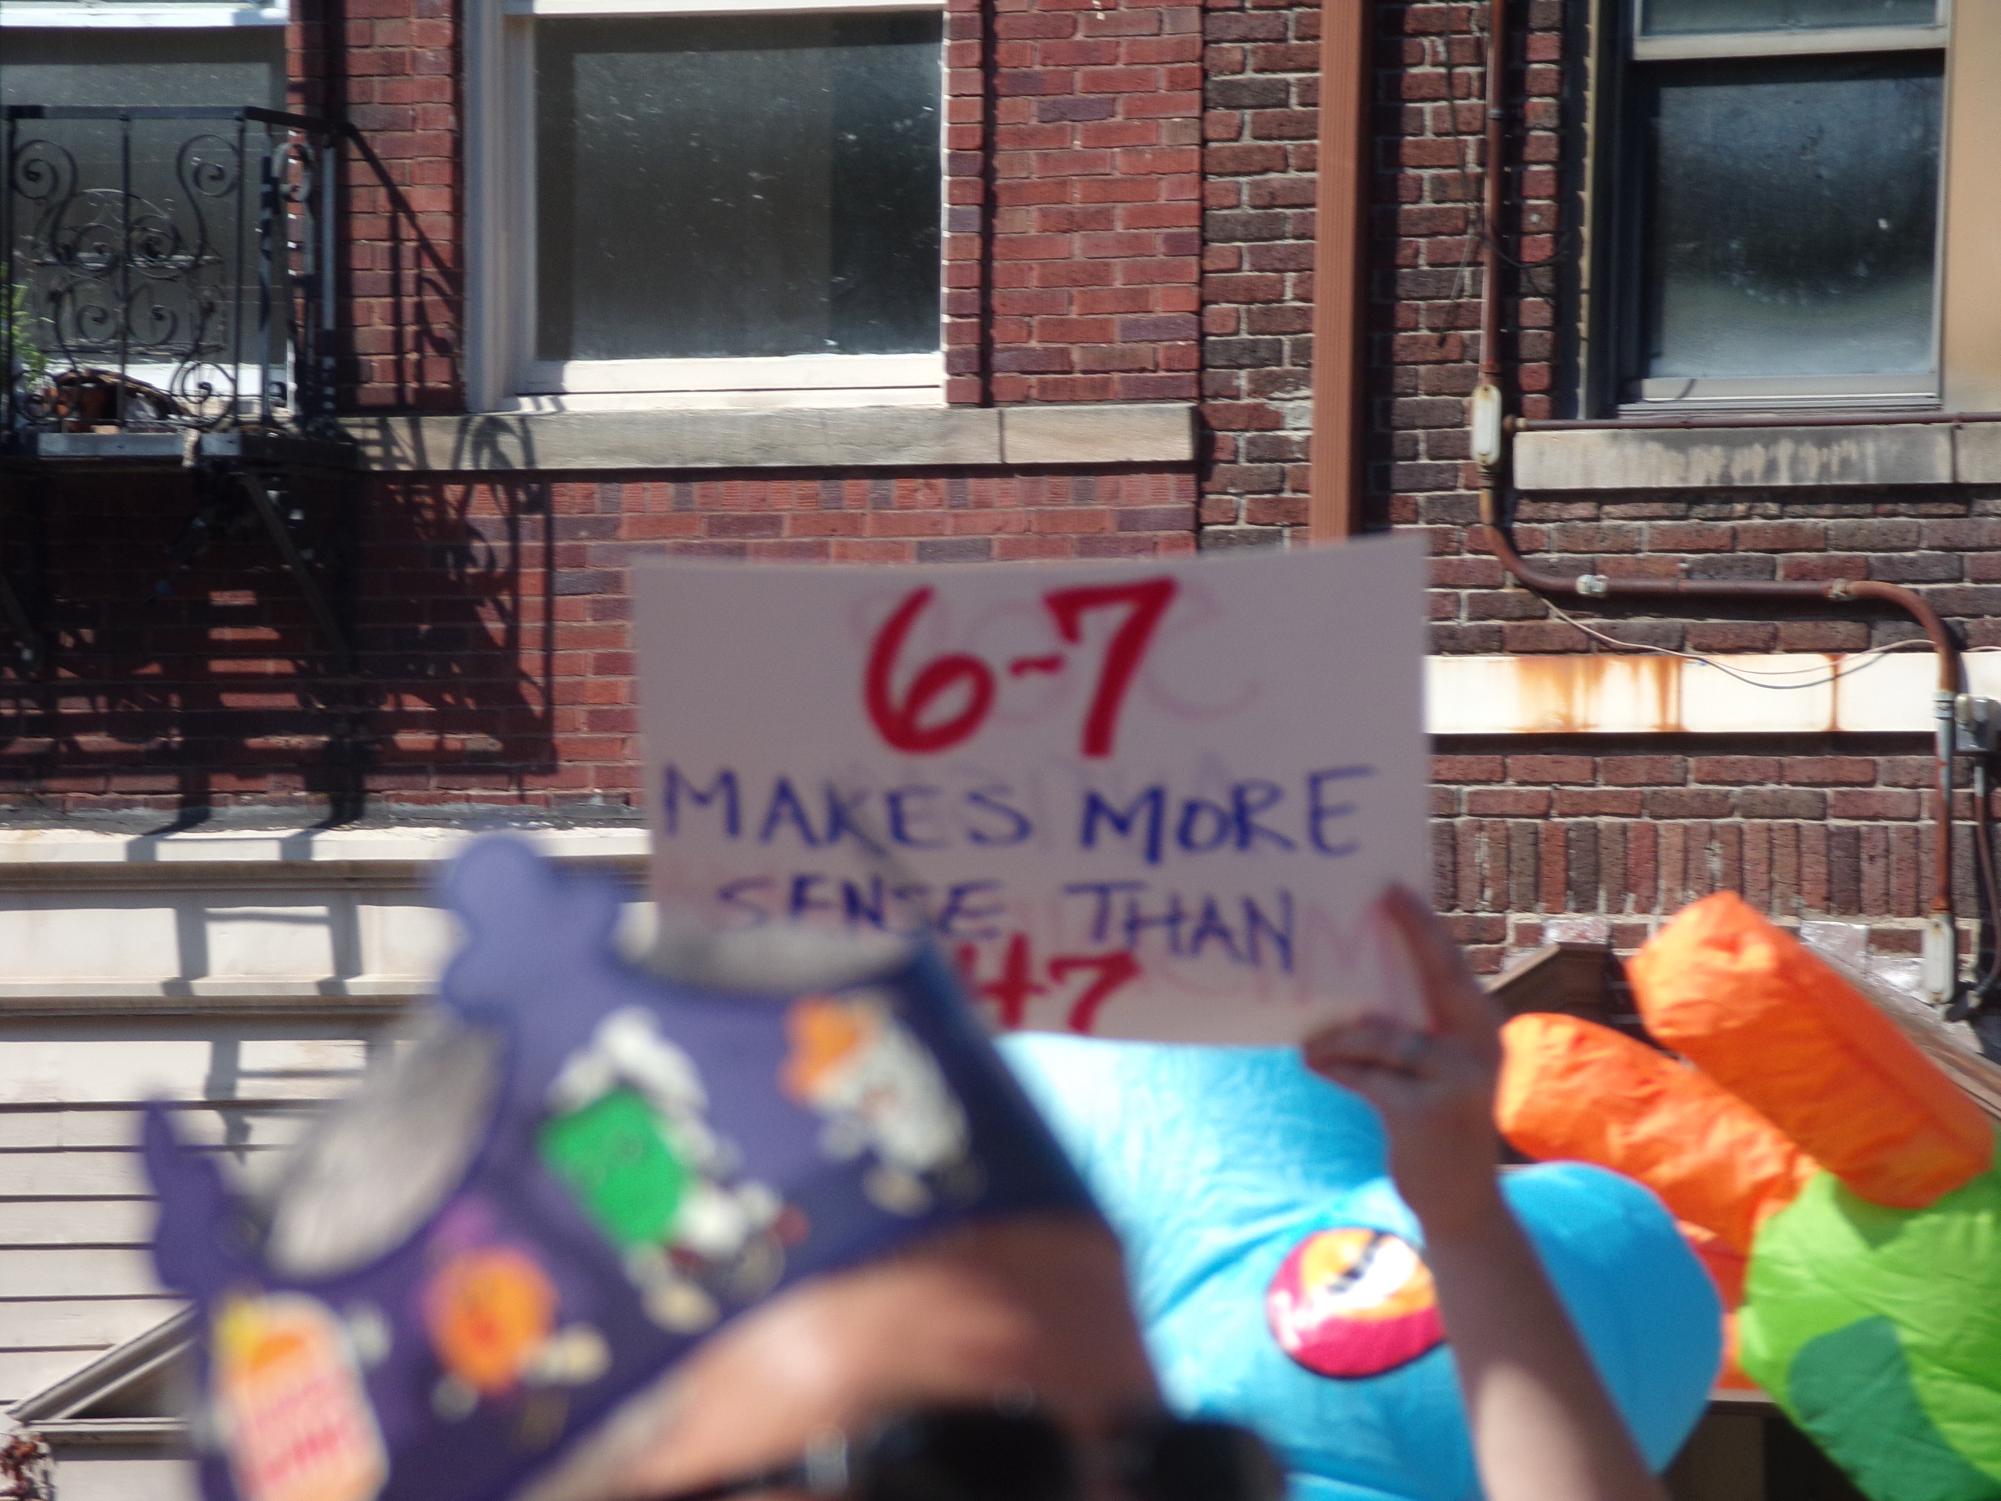 6-7
MAKES MORE
SENSE THAN
47